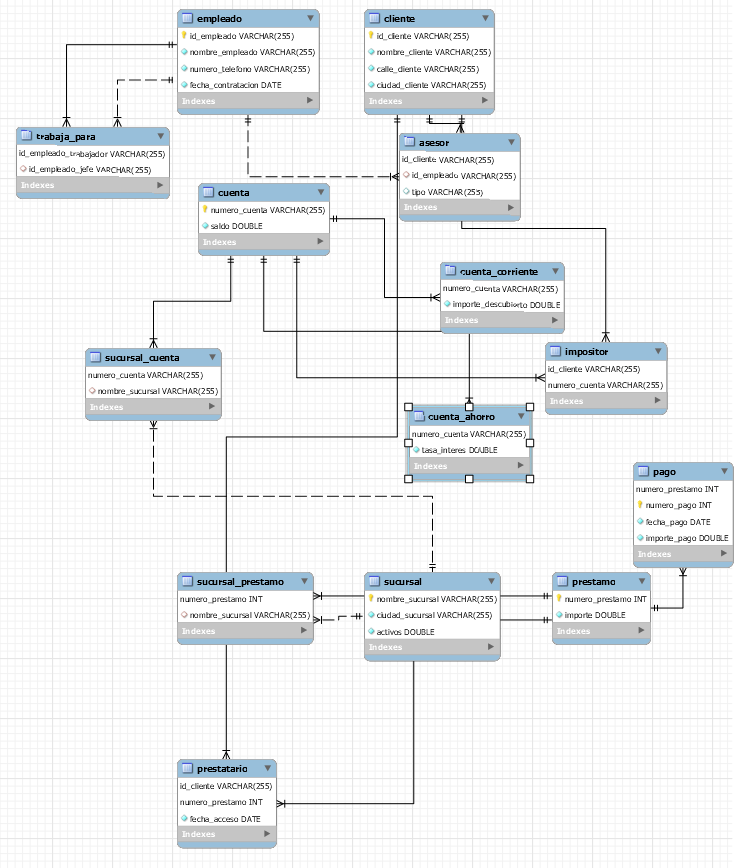 empleado
id_empleado VARCHAR(255)
nombre_empleado VARCHAR(255)
numero_telefono VARCHAR(255)
fecha_contratacion DATE
Indexes
cliente
id_cliente VARCHAR(255)
nombre_cliente VARCHAR(255)
calle_cliente VARCHAR(255)
ciudad_cliente VARCHAR(255)
Indexes
trabaja_para
id_empleado_trabajador VARCHAR(255)
id_empleado_jefe VARCHAR(255)
Indexes
asesor
id_cliente VARCHAR(255)
id_empleado VARCHAR(255)
tipo VARCHAR(255)
Indexes
cuenta
numero_cuenta VARCHAR(255)
saldo DOUBLE
Indexes
cuenta_corriente
numero_cuenta VARCHAR(255)
importe_descubierto DOUBLE
Indexes
sucursal_cuenta
numero_cuenta VARCHAR(255)
nombre_sucursal VARCHAR(255)
Indexes
impositor
id_cliente VARCHAR(255)
numero_cuenta VARCHAR(255)
Indexes
cuenta_ahorro
numero_cuenta VARCHAR(255)
tasa_interes DOUBLE
Indexes
pago
numero_prestamo INT
numero_pago INT
fecha_pago DATE
importe_pago DOUBLE
Indexes
sucursal_prestamo
numero_prestamo INT
nombre_sucursal VARCHAR(255)
Indexes
sucursal
nombre_sucursal VARCHAR(255)
ciudad_sucursal VARCHAR(255)
activos DOUBLE
Indexes
prestamo
numero_prestamo INT
importe DOUBLE
Indexes
prestatario
id_cliente VARCHAR(255)
numero_prestamo INT
fecha_acceso DATE
Indexes